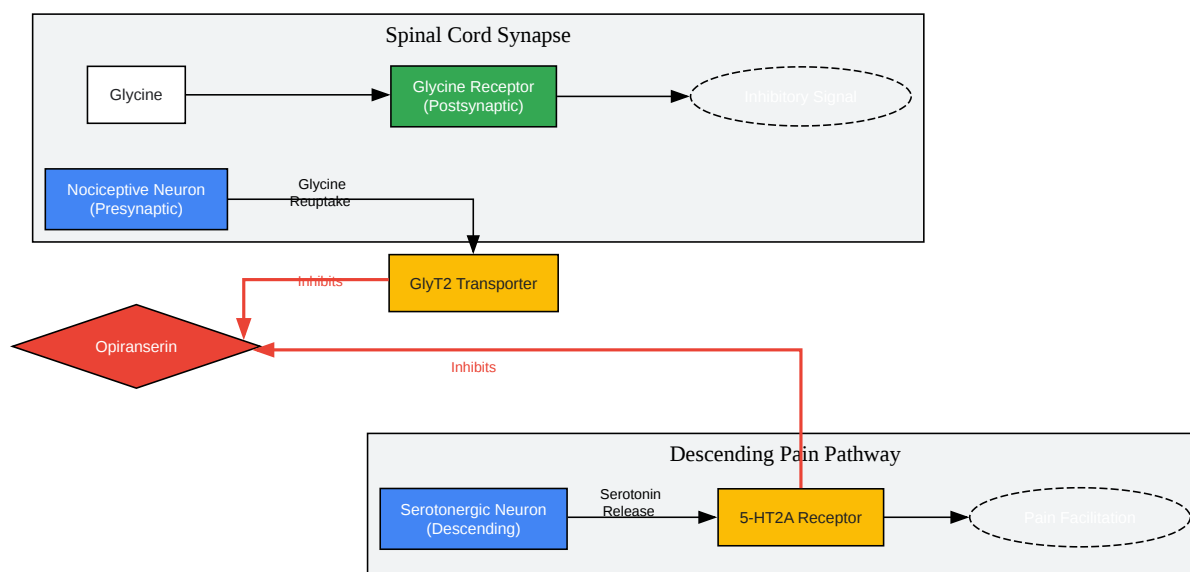 Spinal Cord Synapse
Glycine
Glycine Receptor
(Postsynaptic)
Inhibitory Signal
Nociceptive Neuron
(Presynaptic)
Glycine
Reuptake
GlyT2 Transporter
Inhibits
Opiranserin
Inhibits
Descending Pain Pathway
Serotonergic Neuron
(Descending)
Serotonin
Release
5-HT2A Receptor
Pain Facilitation